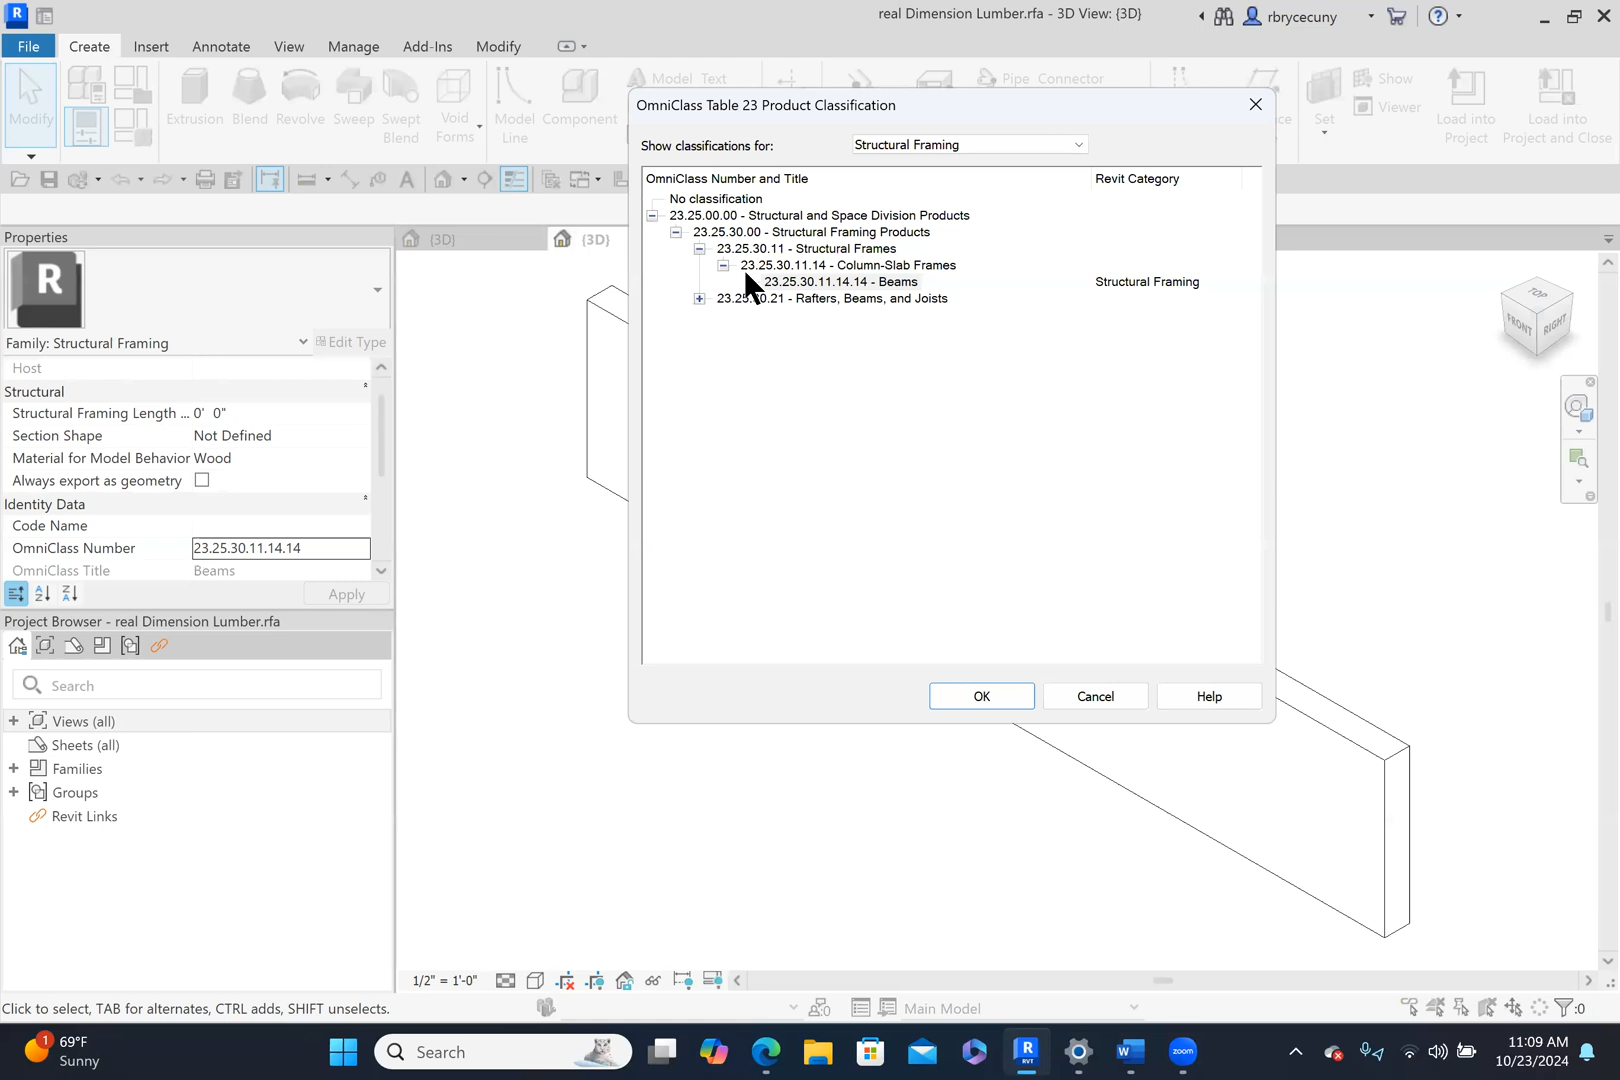 R
real Dimension Lumber.rfa - 3D View: {3D}
rbrycecuny
File
Create
Insert
Annotate
View
Manage
Add-Ins
Modify
Modify
Extrusion
Blend
Revolve
Sweep
Swept
Blend
Void
Forms
Model
Line
Component
Model Text
Pipe Connector
Set
Show
Viewer
Load into
Project
Load into
Project and Close
OmniClass Table 23 Product Classification
Show classifications for:
Structural Framing
OmniClass Number and Title
Revit Category
No classification
23.25.00.00 - Structural and Space Division Products
23.25.30.00 - Structural Framing Products
23.25.30.11 - Structural Frames
23.25.30.11.14 - Column-Slab Frames
23.25.30.11.14.14 - Beams
Structural Framing
Rafters, Beams, and Joists
OK
Cancel
Help
{3D}
{3D}
TOP
FRONT
RIGHT
Properties
R
Family: Structural Framing
Edit Type
Host
Structural
Structural Framing Length ... 0' 0"
Section Shape
Not Defined
Material for Model Behavior
Wood
Always export as geometry
Identity Data
Code Name
OmniClass Number
23.25.30.11.14.14
OmniClass Title
Beams
Apply
Project Browser - real Dimension Lumber.rfa
Search
Views (all)
Sheets (all)
Families
Groups
Revit Links
1/2" = 1'-0"
Click to select, TAB for alternates, CTRL adds, SHIFT unselects.
Main Model
:0
1
69°F
Sunny
Search
R
RVT
W
zoom
11:09 AM
10/23/2024